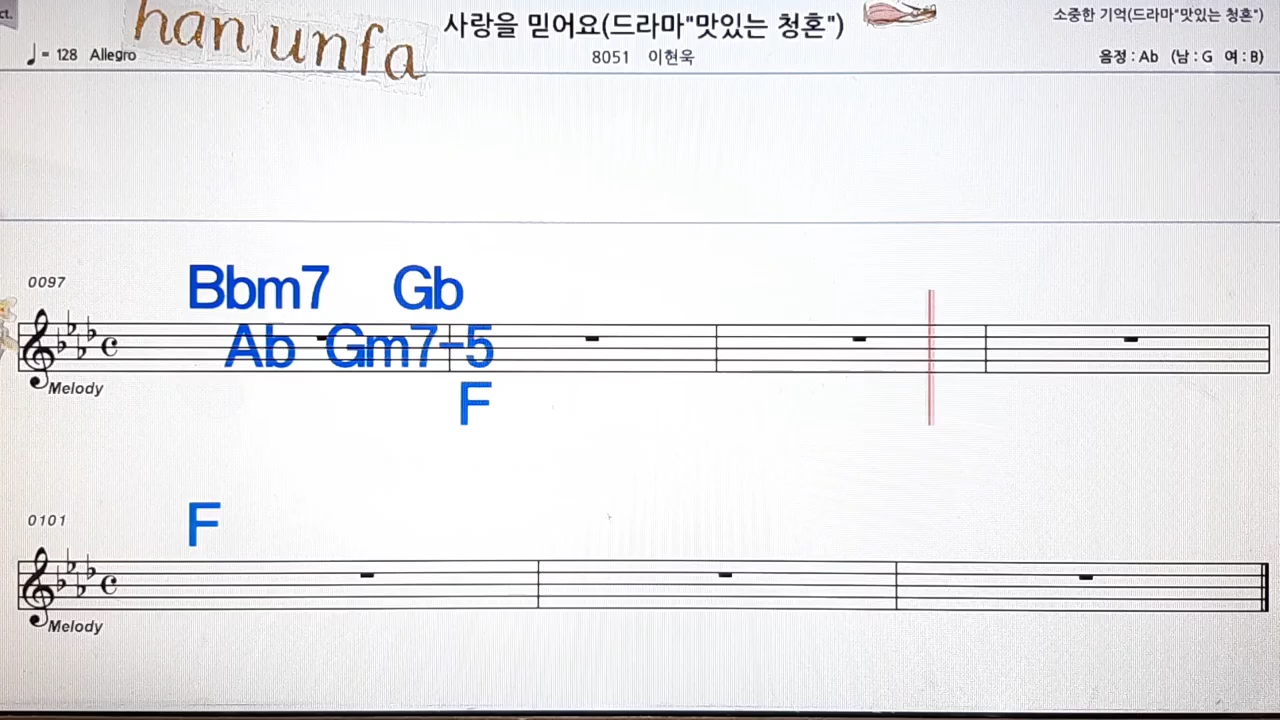 ct.
han unfa
사랑을 믿어요(드라마"맛있는 청혼")
소중한 기억(드라마"맛있는 청혼")
♩= 128 Allegro
8051 이현욱
음정 : Ab (남 : G 여 : B)
0097
Bbm7 Gb
Ab Gm7-5
F
Melody
0101
F
Melody